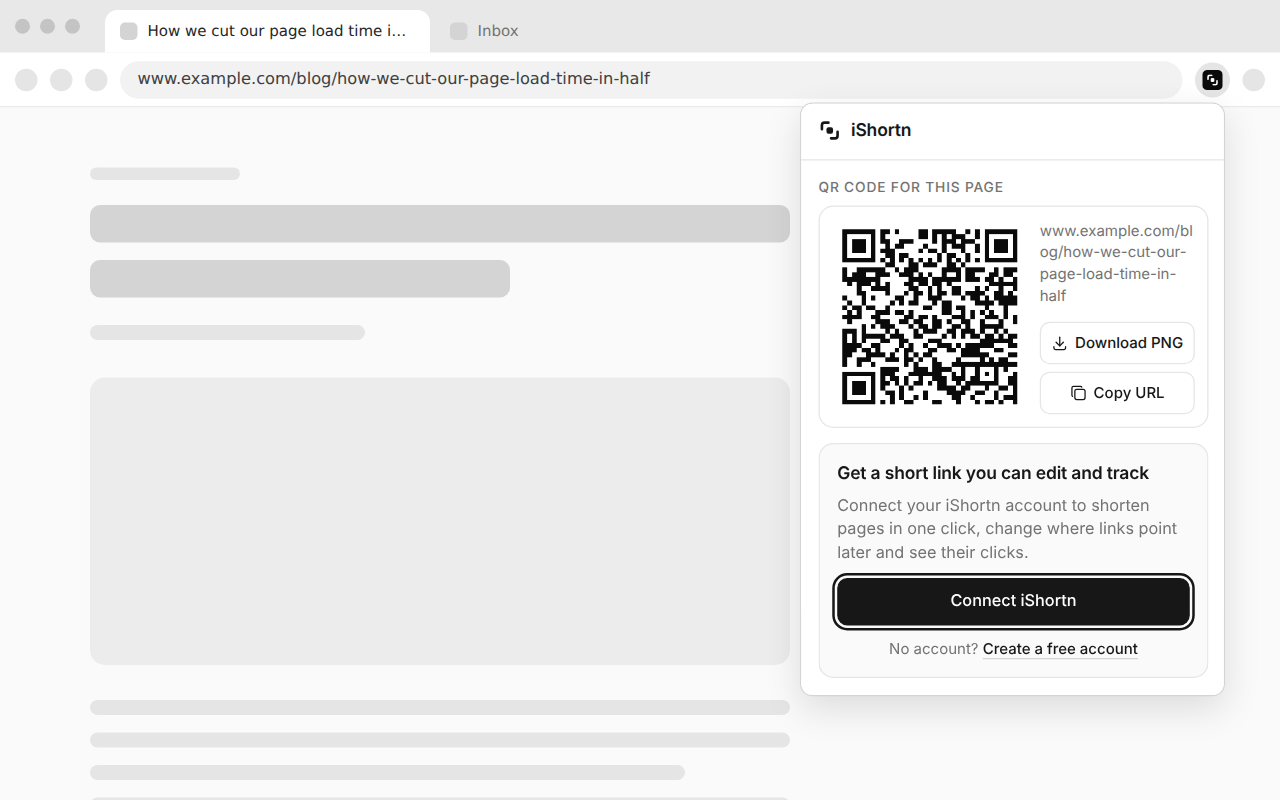 How we cut our page load time i...
Inbox
www.example.com/blog/how-we-cut-our-page-load-time-in-half
iShortn
QR CODE FOR THIS PAGE
www.example.com/bl
og/how-we-cut-our-
page-load-time-in-
half
Download PNG
Copy URL
Get a short link you can edit and track
Connect your iShortn account to shorten
pages in one click, change where links point
later and see their clicks.
Connect iShortn
No account? Create a free account